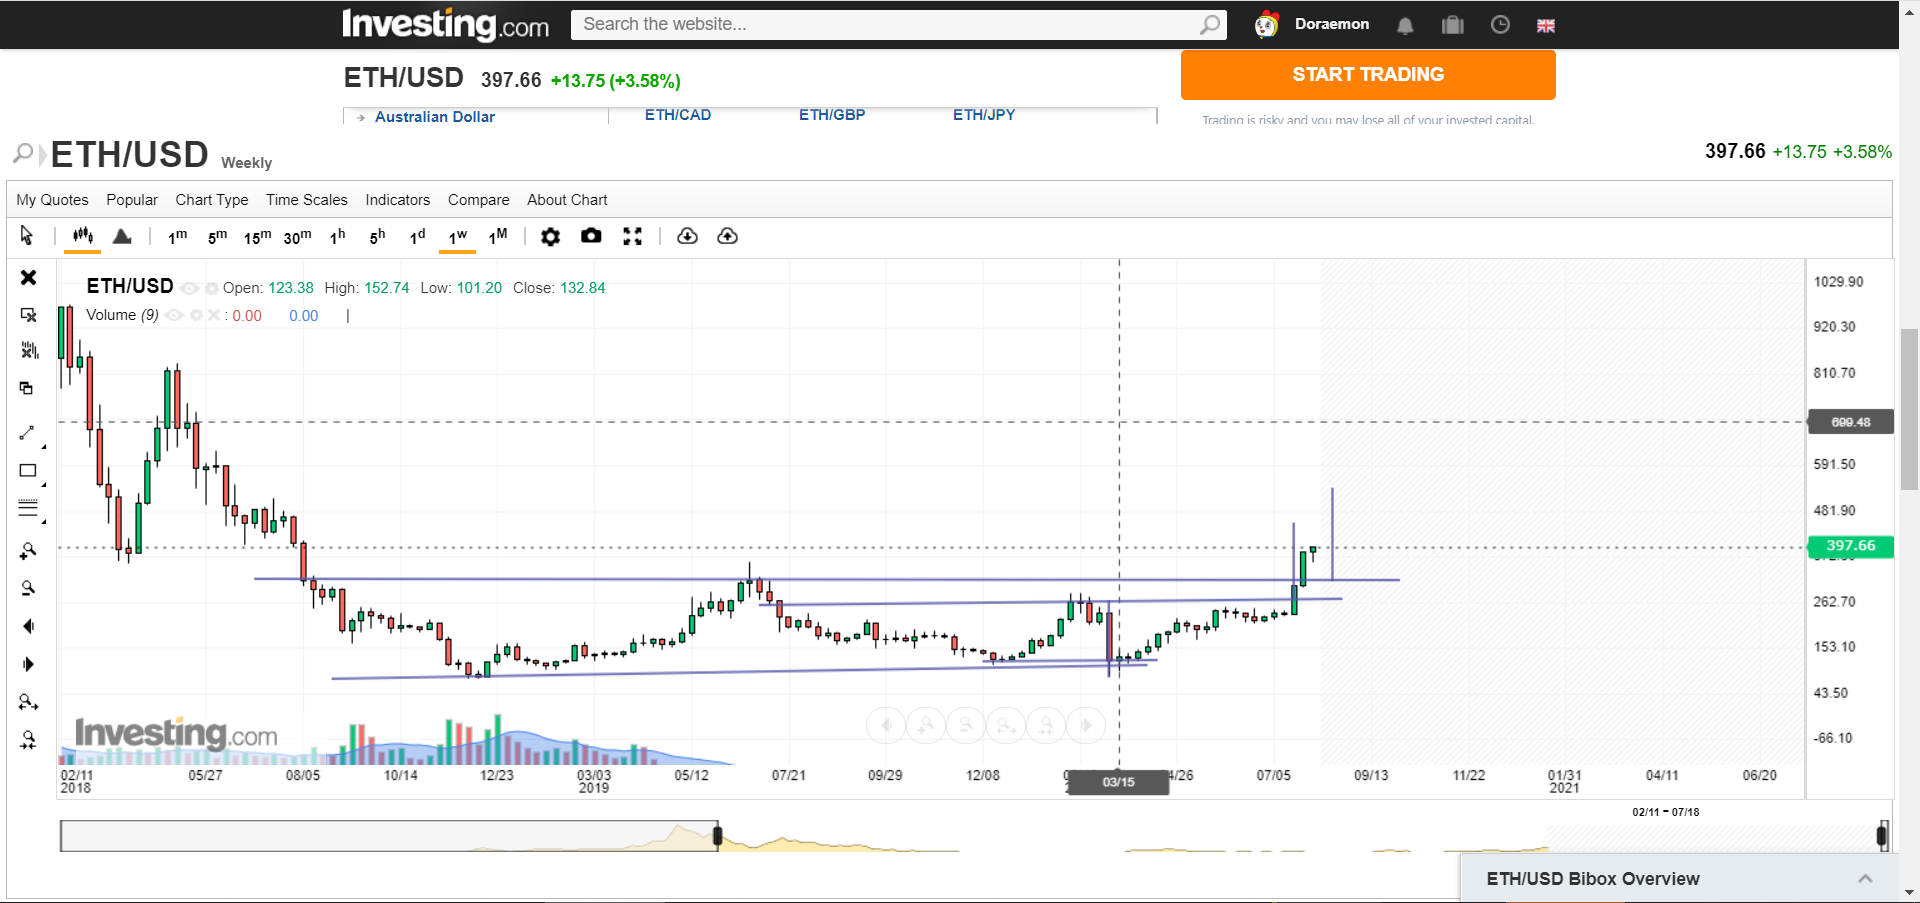 Investing.com
Search the website...
Doraemon
ETH/USD 397.66 +13.75 (+3.58%)
START TRADING
Australian Dollar ETH/CAD ETH/GBP ETH/JPY
Trading is risky and you may lose all of your invested capital.
ETH/USD Weekly
397.66 +13.75 +3.58%
My Quotes Popular Chart Type Time Scales Indicators Compare About Chart
1m 5m 15m 30m 1h 5h 1d 1w 1M
ETH/USD Open: 123.38 High: 152.74 Low: 101.20 Close: 132.84
Volume (9) : 0.00 0.00
1029.90
920.30
810.70
699.48
591.50
481.90
397.66
262.70
153.10
43.50
-66.10
Investing.com
02/11 05/27 08/05 10/14 12/23 03/03 05/12 07/21 09/29 12/08 03/15 4/26 07/05 09/13 11/22 01/31 04/11 06/20
2018 2019 2021
02/11 - 07/18
ETH/USD Bibox Overview